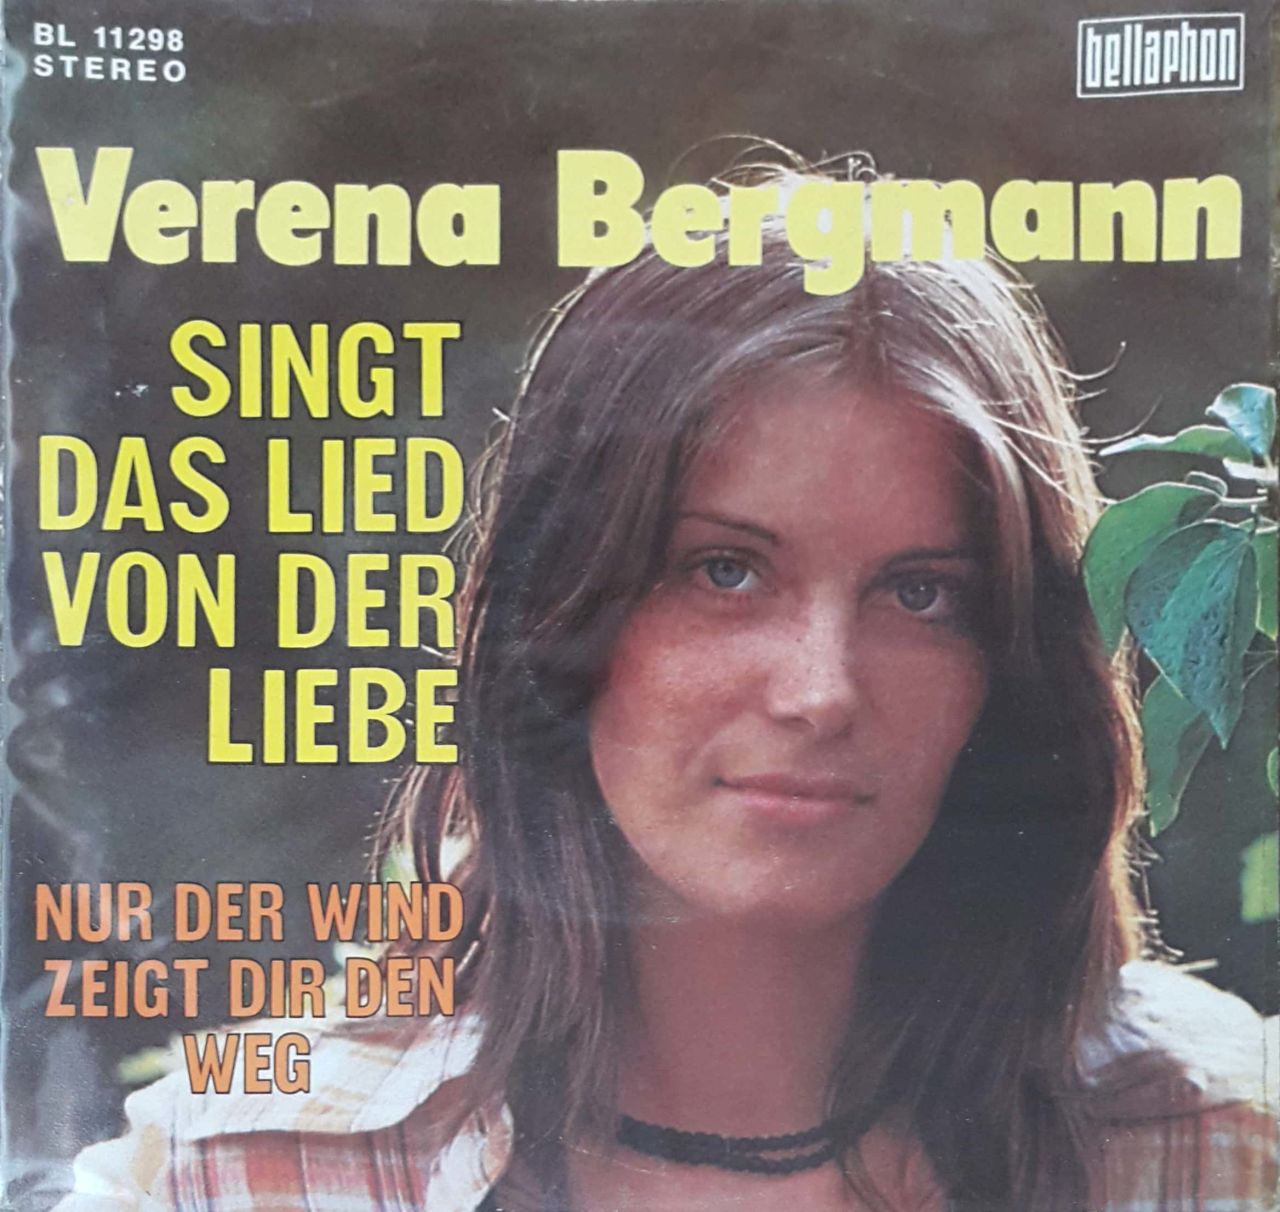 BL 11298
STEREO
bellaphon
Verena Bergmann
SINGT
DAS LIED
VON DER
LIEBE
NUR DER WIND
ZEIGT DIR DEN
WEG